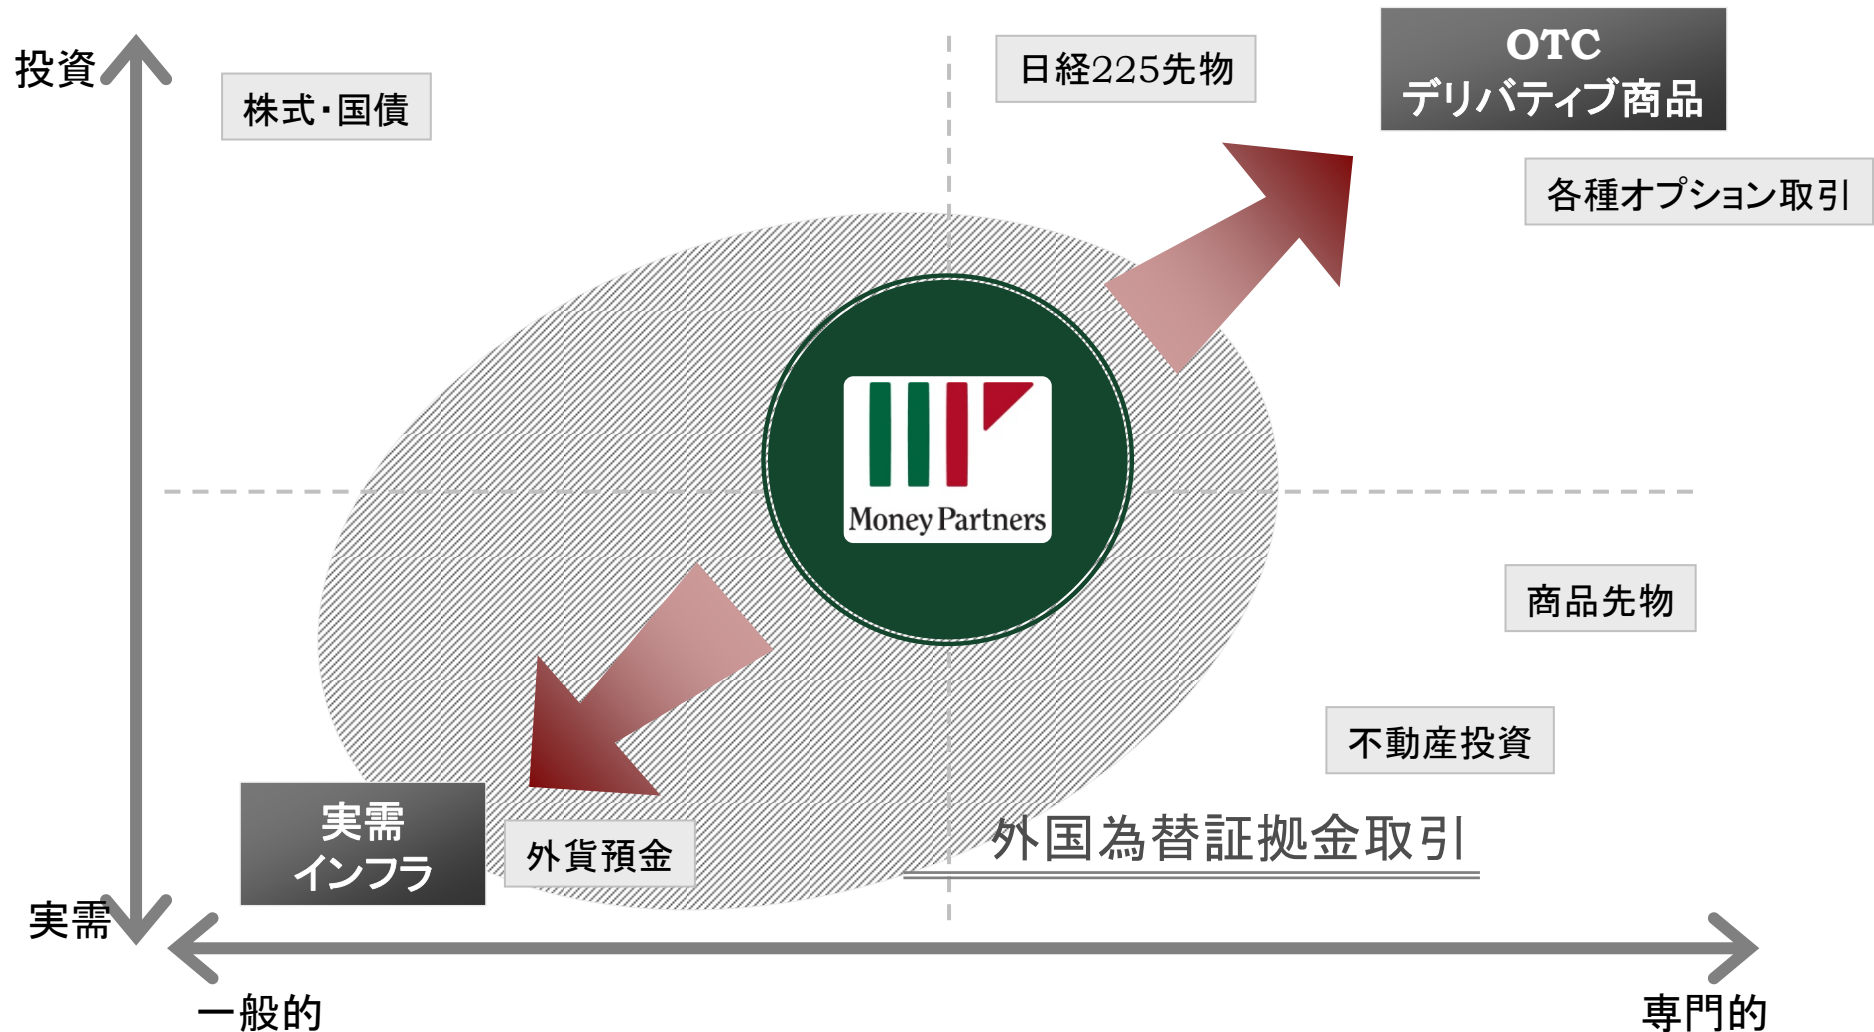 投資
株式・国債
日経225先物
OTC
デリバティブ商品
各種オプション取引
Money Partners
商品先物
不動産投資
外国為替証拠金取引
実需
インフラ
外貨預金
実需
一般的
専門的